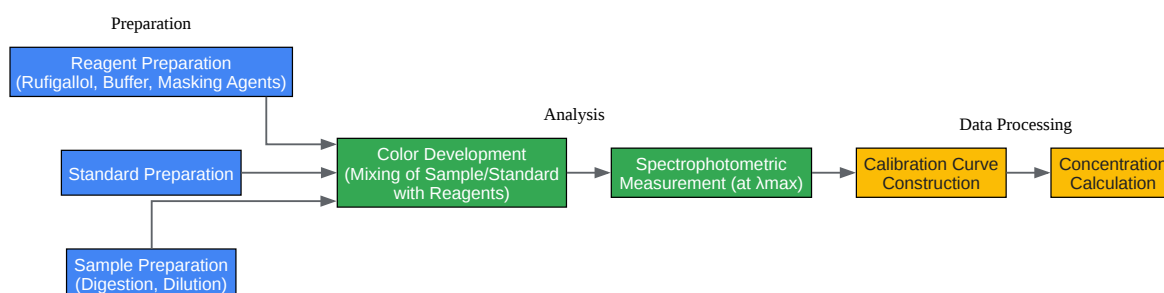 Preparation
Reagent Preparation
(Rufigallol, Buffer, Masking Agents)
Standard Preparation
Sample Preparation
(Digestion, Dilution)
Analysis
Color Development
(Mixing of Sample/Standard
with Reagents)
Spectrophotometric
Measurement (at λmax)
Data Processing
Calibration Curve
Construction
Concentration
Calculation